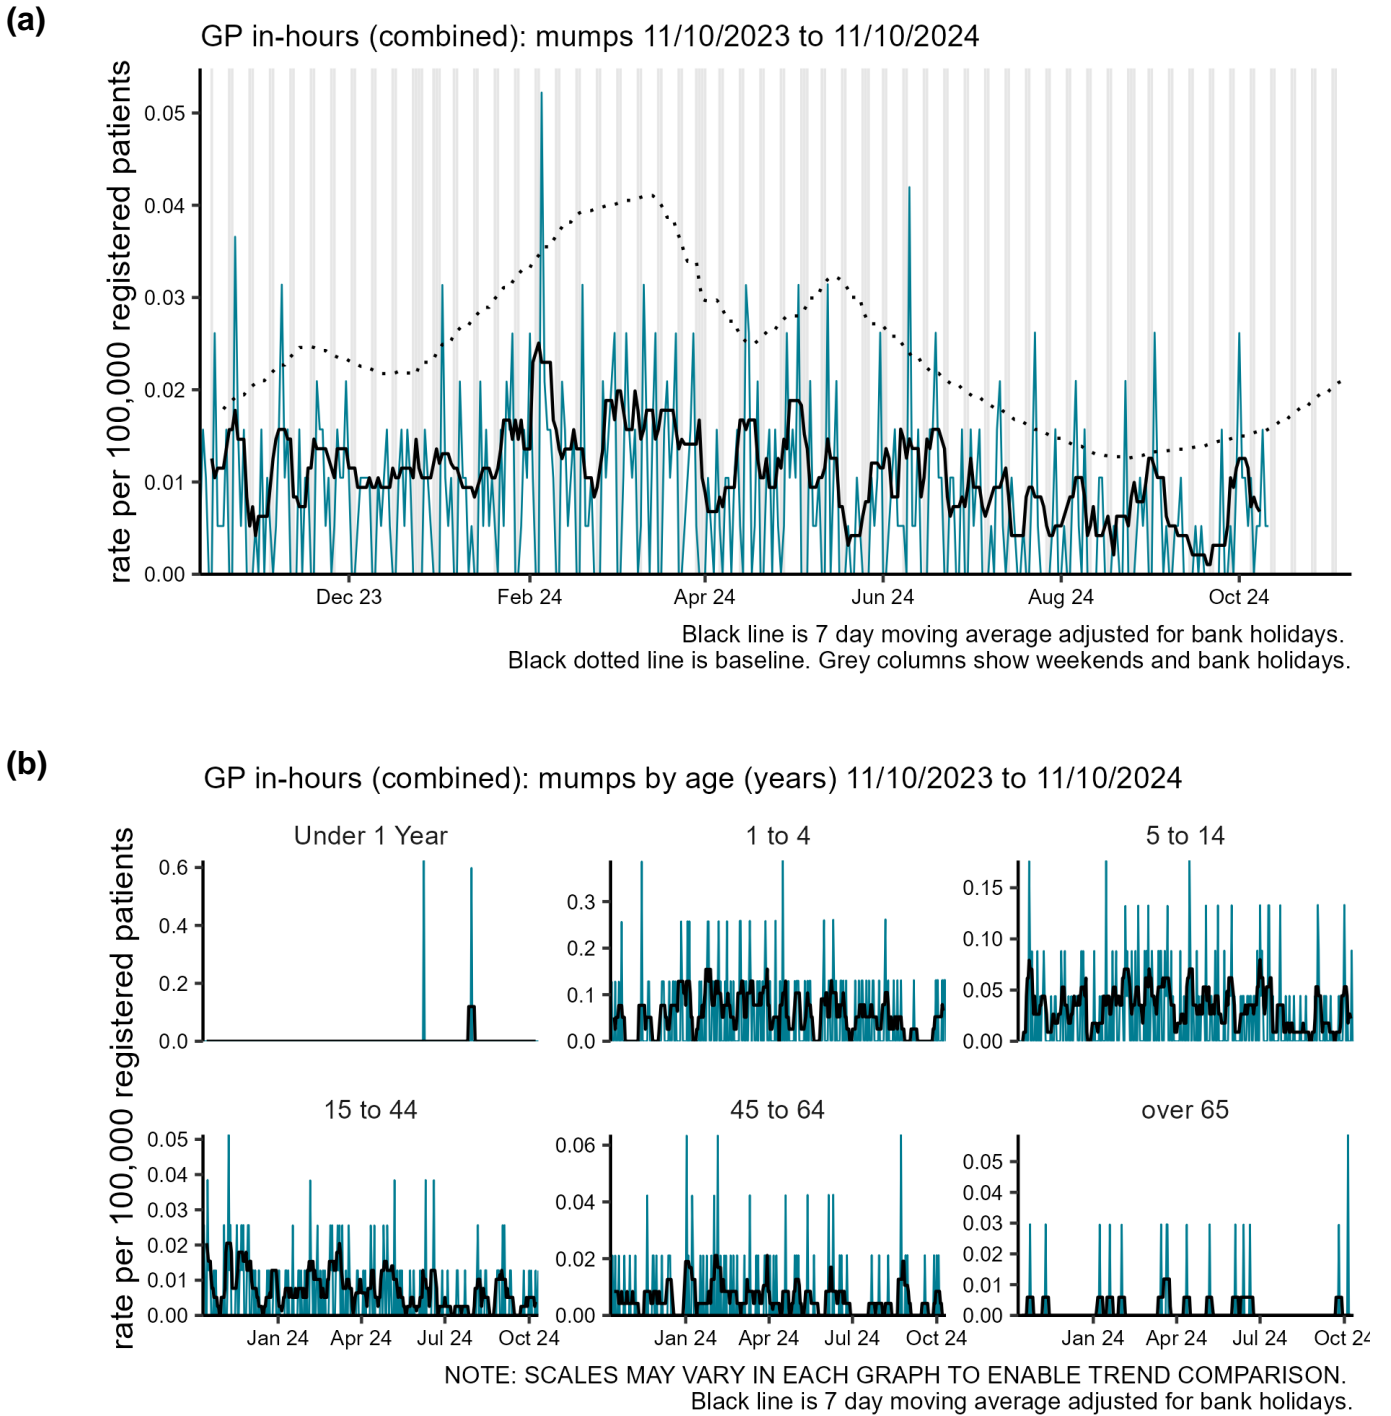 (a)
GP in-hours (combined): mumps 11/10/2023 to 11/10/2024
rate per 100,000 registered patients
0.05
0.04
0.03
0.02
0.01
0.00
Dec 23 Feb 24 Apr 24 Jun 24 Aug 24 Oct 24
Black line is 7 day moving average adjusted for bank holidays.
Black dotted line is baseline. Grey columns show weekends and bank holidays.
(b)
GP in-hours (combined): mumps by age (years) 11/10/2023 to 11/10/2024
rate per 100,000 registered patients
Under 1 Year
0.6
0.4
0.2
0.0
1 to 4
0.3
0.2
0.1
0.0
5 to 14
0.15
0.10
0.05
0.00
15 to 44
0.05
0.04
0.03
0.02
0.01
0.00
Jan 24 Apr 24 Jul 24 Oct 24
45 to 64
0.06
0.04
0.02
0.00
Jan 24 Apr 24 Jul 24 Oct 24
over 65
0.05
0.04
0.03
0.02
0.01
0.00
Jan 24 Apr 24 Jul 24 Oct 24
NOTE: SCALES MAY VARY IN EACH GRAPH TO ENABLE TREND COMPARISON.
Black line is 7 day moving average adjusted for bank holidays.